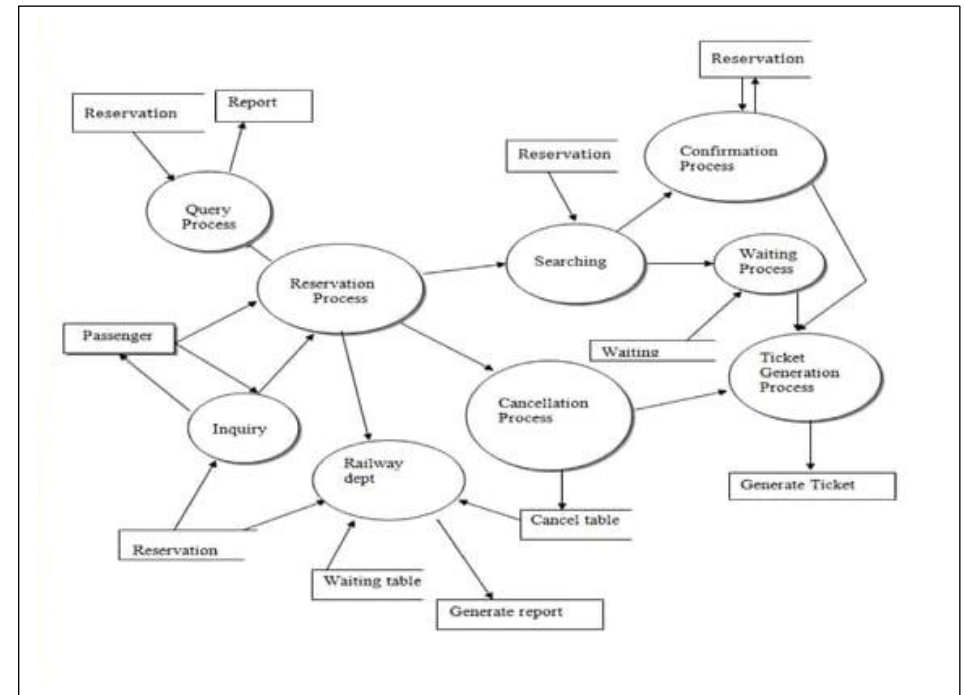 Reservation
Reservation
Report
Reservation
Confirmation
Process
Query
Process
Searching
Waiting
Process
Reservation
Process
Passenger
Waiting
Ticket
Generation
Process
Cancellation
Process
Inquiry
Railway
dept
Generate Ticket
Cancel table
Reservation
Waiting table
Generate report